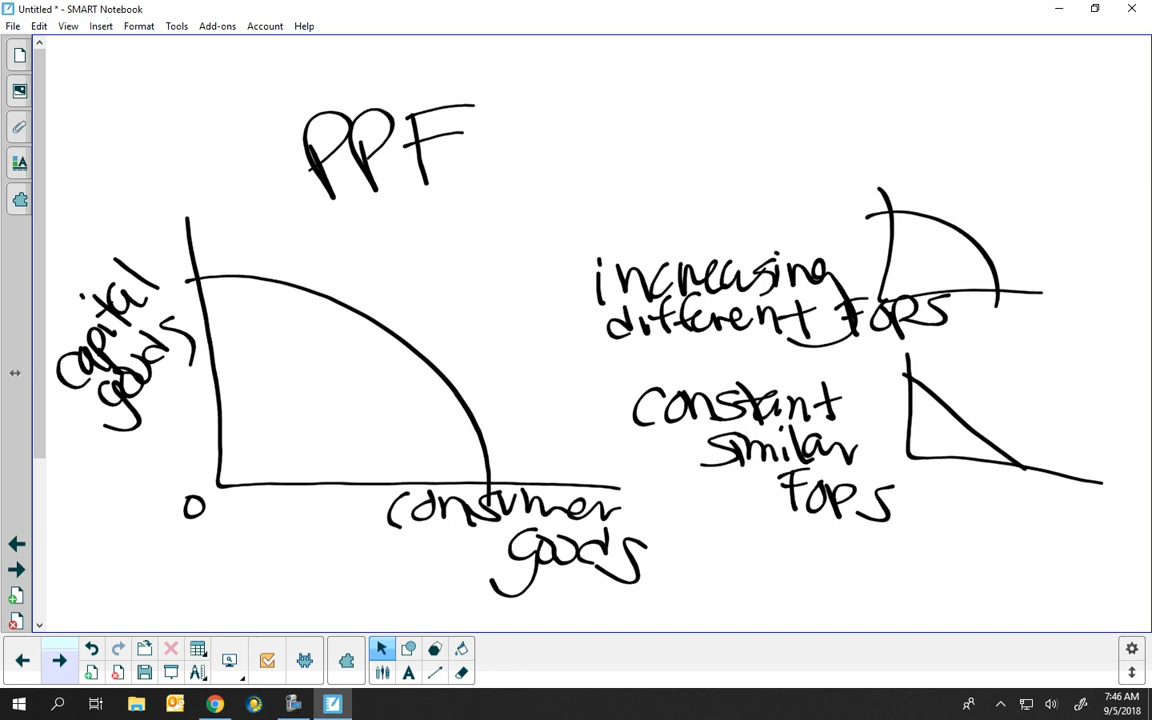 Untitled * - SMART Notebook
File Edit View Insert Format Tools Add-ons Account Help
PPF
capital
goods
0
consumer
goods
increasing
different FOPS
constant
similar
FOPS
7:46 AM
9/5/2018